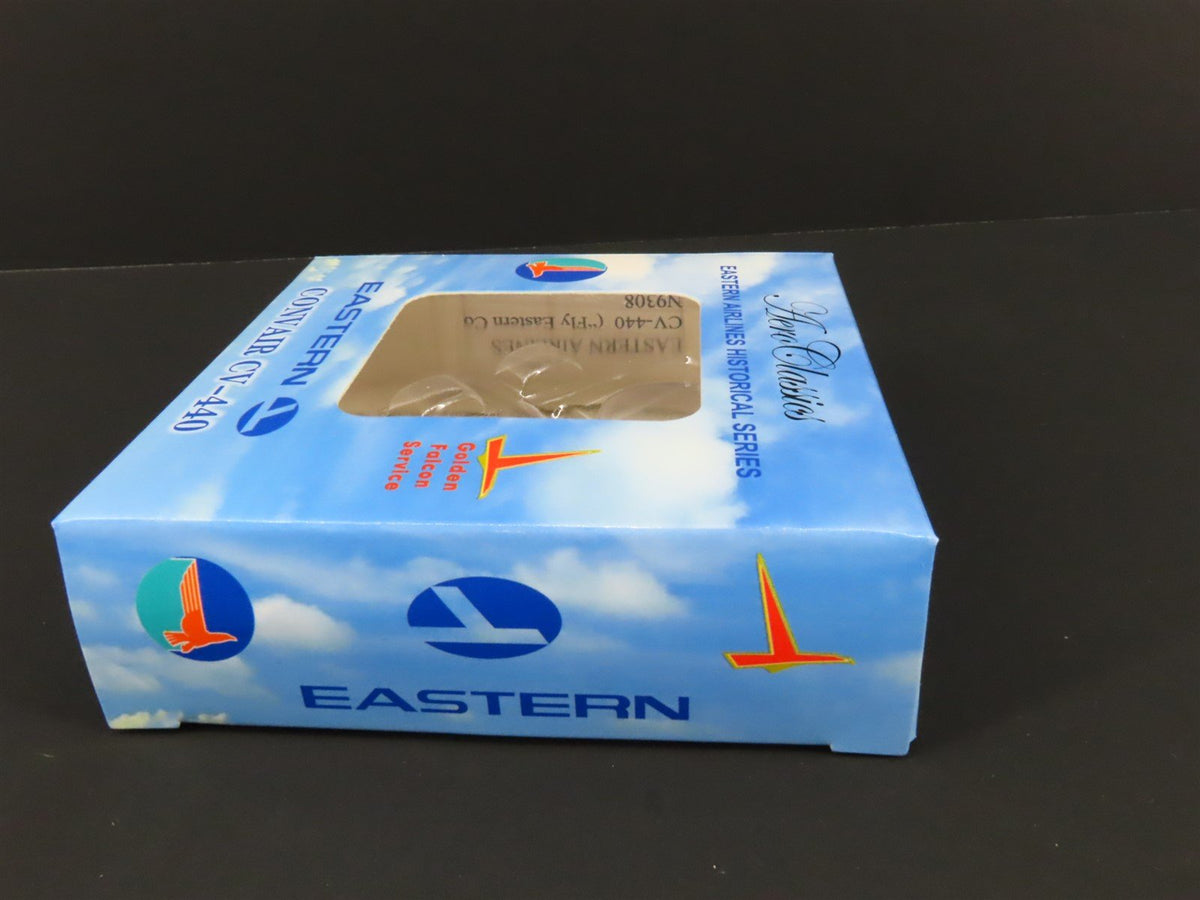 Aero Classics
EASTERN AIRLINES HISTORICAL SERIES
EASTERN
CONVAIR CV-440
Golden
Falcon
Service
EASTERN AIRLINES
CV-440 ("Fly Eastern Co
N9308
EASTERN